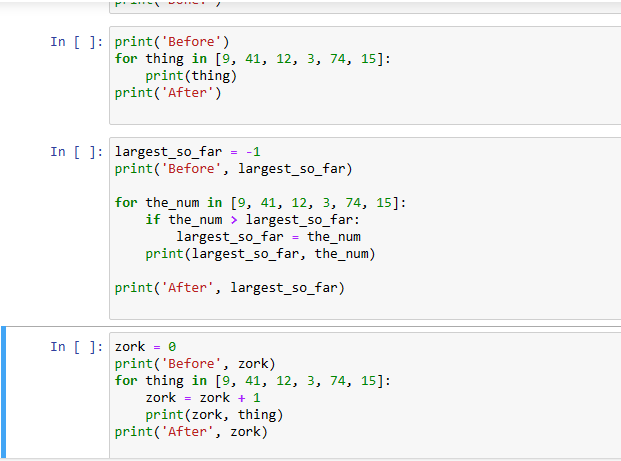 In [ ]: print('Before')
for thing in [9, 41, 12, 3, 74, 15]:
    print(thing)
print('After')
In [ ]: largest_so_far = -1
print('Before', largest_so_far)
for the_num in [9, 41, 12, 3, 74, 15]:
    if the_num > largest_so_far:
        largest_so_far = the_num
    print(largest_so_far, the_num)
print('After', largest_so_far)
In [ ]: zork = 0
print('Before', zork)
for thing in [9, 41, 12, 3, 74, 15]:
    zork = zork + 1
    print(zork, thing)
print('After', zork)